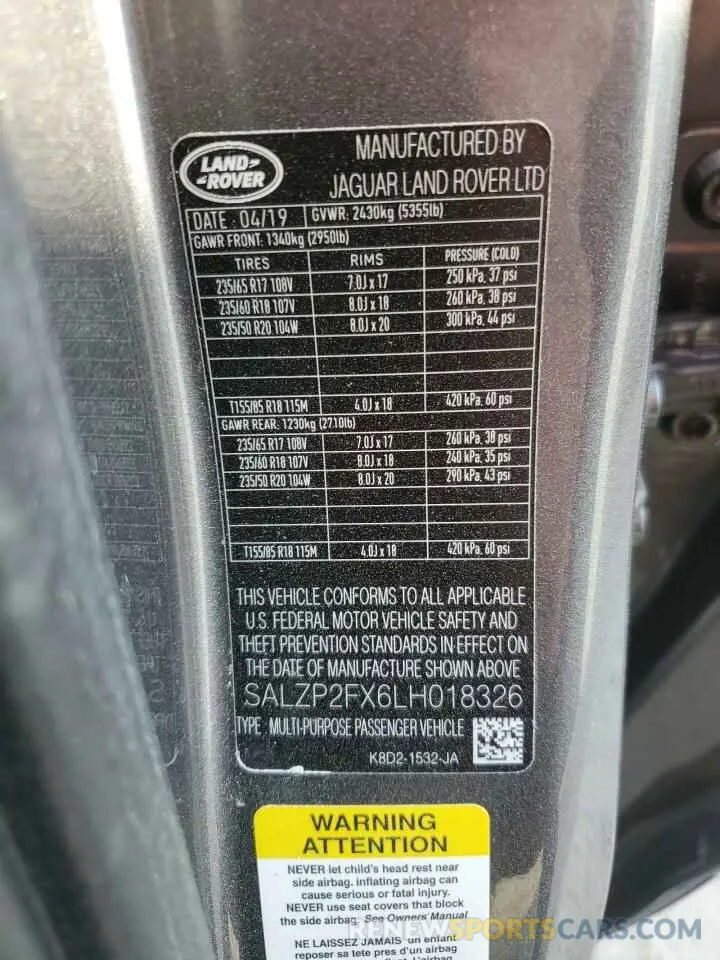 LAND-
-ROVER
MANUFACTURED BY
JAGUAR LAND ROVER LTD
DATE 04/19 GVWR: 2430kg (5355lb)
GAWR FRONT: 1340kg (2950lb)
TIRES RIMS PRESSURE (COLD)
235/65 R17 108V 7.0J x 17 250 kPa, 37 psi
235/60 R18 107V 8.0J x 18 260 kPa, 38 psi
235/50 R20 104W 8.0J x 20 300 kPa, 44 psi
T155/85 R18 115M 4.0J x 18 420 kPa, 60 psi
GAWR REAR: 1230kg (2710lb)
235/65 R17 108V 7.0J x 17 260 kPa, 38 psi
235/60 R18 107V 8.0J x 18 240 kPa, 35 psi
235/50 R20 104W 8.0J x 20 290 kPa, 43 psi
T155/85 R18 115M 4.0J x 18 420 kPa, 60 psi
THIS VEHICLE CONFORMS TO ALL APPLICABLE
U.S. FEDERAL MOTOR VEHICLE SAFETY AND
THEFT PREVENTION STANDARDS IN EFFECT ON
THE DATE OF MANUFACTURE SHOWN ABOVE
SALZP2FX6LH018326
TYPE: MULTI-PURPOSE PASSENGER VEHICLE
K8D2-1532-JA
WARNING
ATTENTION
NEVER let child's head rest near
side airbag. inflating airbag can
cause serious or fatal injury.
NEVER use seat covers that block
the side airbag. See Owners Manual
NE LAISSEZ JAMAIS un enfant
reposer sa tete pres d'un airbag
RENEWSPORTSCARS.COM